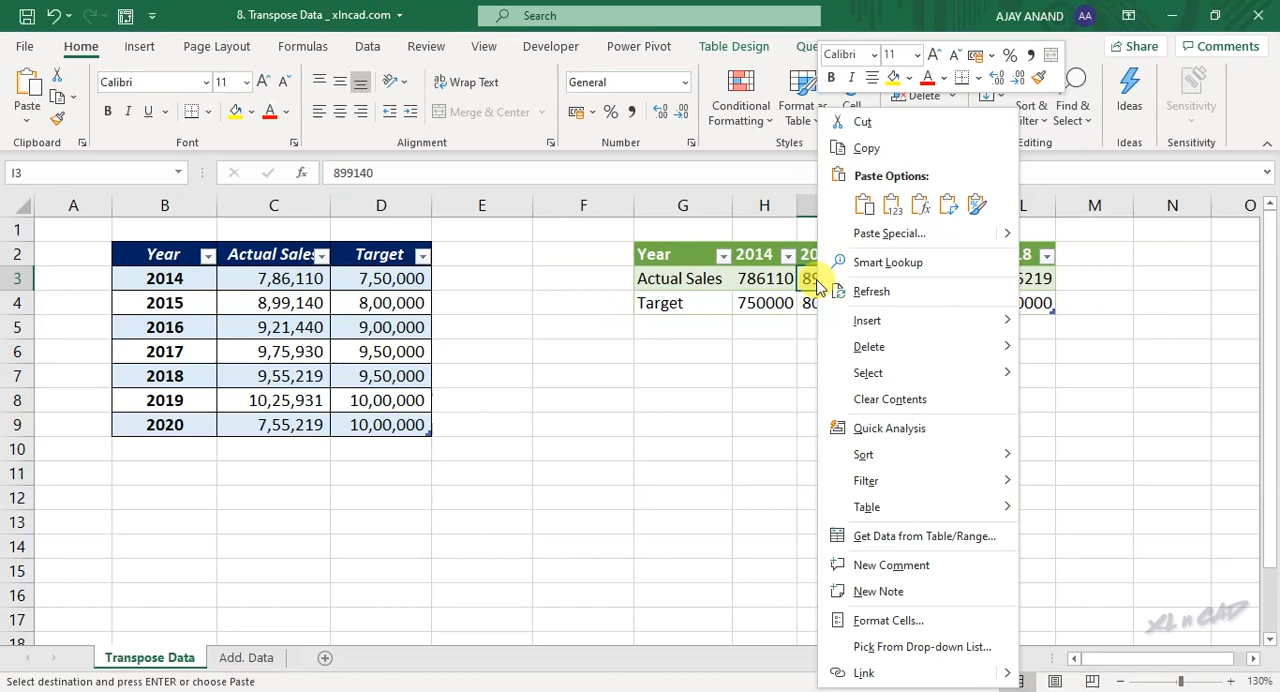 8. Transpose Data _ xlncad.com
Search
AJAY ANAND
AA
File Home Insert Page Layout Formulas Data Review View Developer Power Pivot Table Design
Share Comments
Calibri 11
Paste
Clipboard
Calibri 11
B I U
Font
Wrap Text
Merge & Center
Alignment
General
Number
Conditional
Formatting
Format as
Table
Styles
Delete
Sort &
Filter
Find &
Select
Editing
Ideas
Ideas
Sensitivity
Sensitivity
I3
fx
899140
A B C D E F G H L M N O
1
2 Year Actual Sales Target Year 2014
3 2014 7,86,110 7,50,000 Actual Sales 786110
4 2015 8,99,140 8,00,000 Target 750000
5 2016 9,21,440 9,00,000
6 2017 9,75,930 9,50,000
7 2018 9,55,219 9,50,000
8 2019 10,25,931 10,00,000
9 2020 7,55,219 10,00,000
10
11
12
13
14
15
16
17
18
Cut
Copy
Paste Options:
Paste Special...
Smart Lookup
Refresh
Insert
Delete
Select
Clear Contents
Quick Analysis
Sort
Filter
Table
Get Data from Table/Range...
New Comment
New Note
Format Cells...
Pick From Drop-down List...
Link
XL n CAD
Transpose Data Add. Data
Select destination and press ENTER or choose Paste
130%